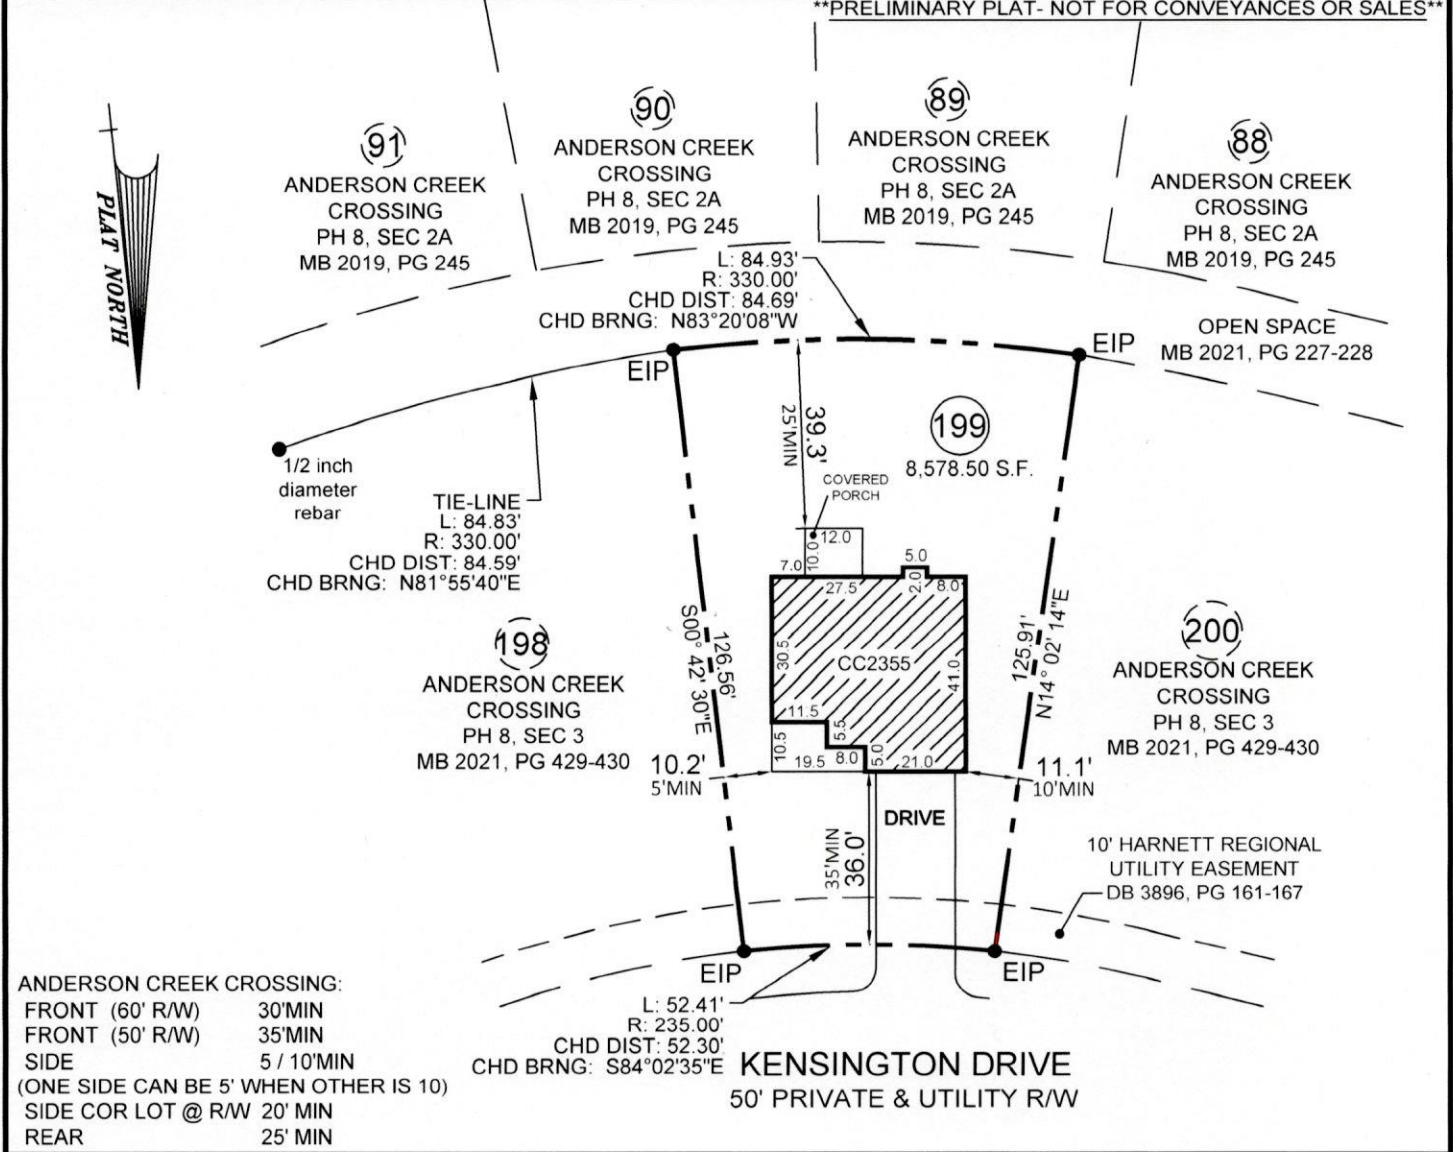 **PRELIMINARY PLAT- NOT FOR CONVEYANCES OR SALES**
PLAT NORTH
91
ANDERSON CREEK
CROSSING
PH 8, SEC 2A
MB 2019, PG 245
90
ANDERSON CREEK
CROSSING
PH 8, SEC 2A
MB 2019, PG 245
89
ANDERSON CREEK
CROSSING
PH 8, SEC 2A
MB 2019, PG 245
88
ANDERSON CREEK
CROSSING
PH 8, SEC 2A
MB 2019, PG 245
L: 84.93'
R: 330.00'
CHD DIST: 84.69'
CHD BRNG: N83°20'08"W
OPEN SPACE
MB 2021, PG 227-228
EIP
EIP
1/2 inch
diameter
rebar
TIE-LINE
L: 84.83'
R: 330.00'
CHD DIST: 84.59'
CHD BRNG: N81°55'40"E
39.3'
25'MIN
199
8,578.50 S.F.
COVERED
PORCH
12.0
10.0
7.0
5.0
27.5
2.0
8.0
30.5
CC2355
41.0
11.5
5.5
10.5
19.5
8.0
5.0
21.0
126.56'
S00° 42' 30"E
125.91'
N14° 02' 14"E
198
ANDERSON CREEK
CROSSING
PH 8, SEC 3
MB 2021, PG 429-430
200
ANDERSON CREEK
CROSSING
PH 8, SEC 3
MB 2021, PG 429-430
10.2'
5'MIN
11.1'
10'MIN
DRIVE
35'MIN
36.0'
10' HARNETT REGIONAL
UTILITY EASEMENT
DB 3896, PG 161-167
EIP
EIP
L: 52.41'
R: 235.00'
CHD DIST: 52.30'
CHD BRNG: S84°02'35"E
KENSINGTON DRIVE
50' PRIVATE & UTILITY R/W
ANDERSON CREEK CROSSING:
FRONT (60' R/W) 30'MIN
FRONT (50' R/W) 35'MIN
SIDE 5 / 10'MIN
(ONE SIDE CAN BE 5' WHEN OTHER IS 10)
SIDE COR LOT @ R/W 20' MIN
REAR 25' MIN